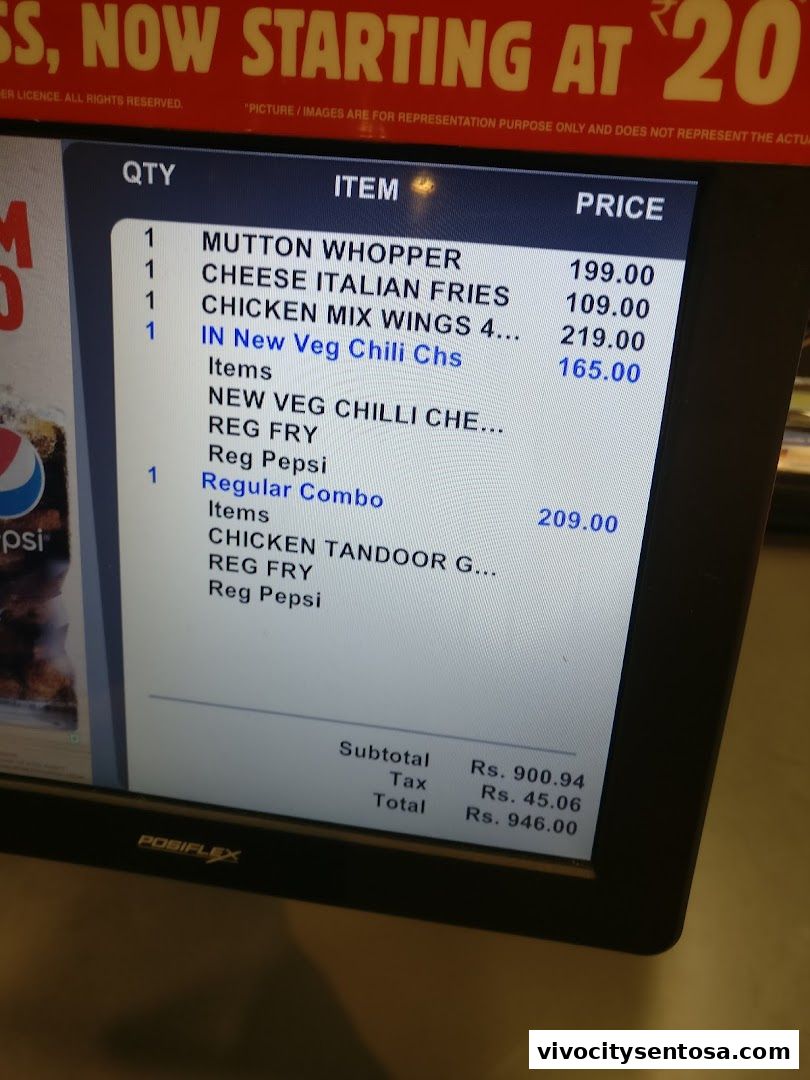 SS, NOW STARTING AT ₹20
ER LICENCE. ALL RIGHTS RESERVED. *PICTURE / IMAGES ARE FOR REPRESENTATION PURPOSE ONLY AND DOES NOT REPRESENT THE ACTU
QTY ITEM PRICE
1 MUTTON WHOPPER 199.00
1 CHEESE ITALIAN FRIES 109.00
1 CHICKEN MIX WINGS 4... 219.00
1 IN New Veg Chili Chs 165.00
Items
NEW VEG CHILLI CHE...
REG FRY
Reg Pepsi
1 Regular Combo 209.00
Items
CHICKEN TANDOOR G...
REG FRY
Reg Pepsi
Subtotal Rs. 900.94
Tax Rs. 45.06
Total Rs. 946.00
M
O
psi
POSIFLEX
vivocitysentosa.com